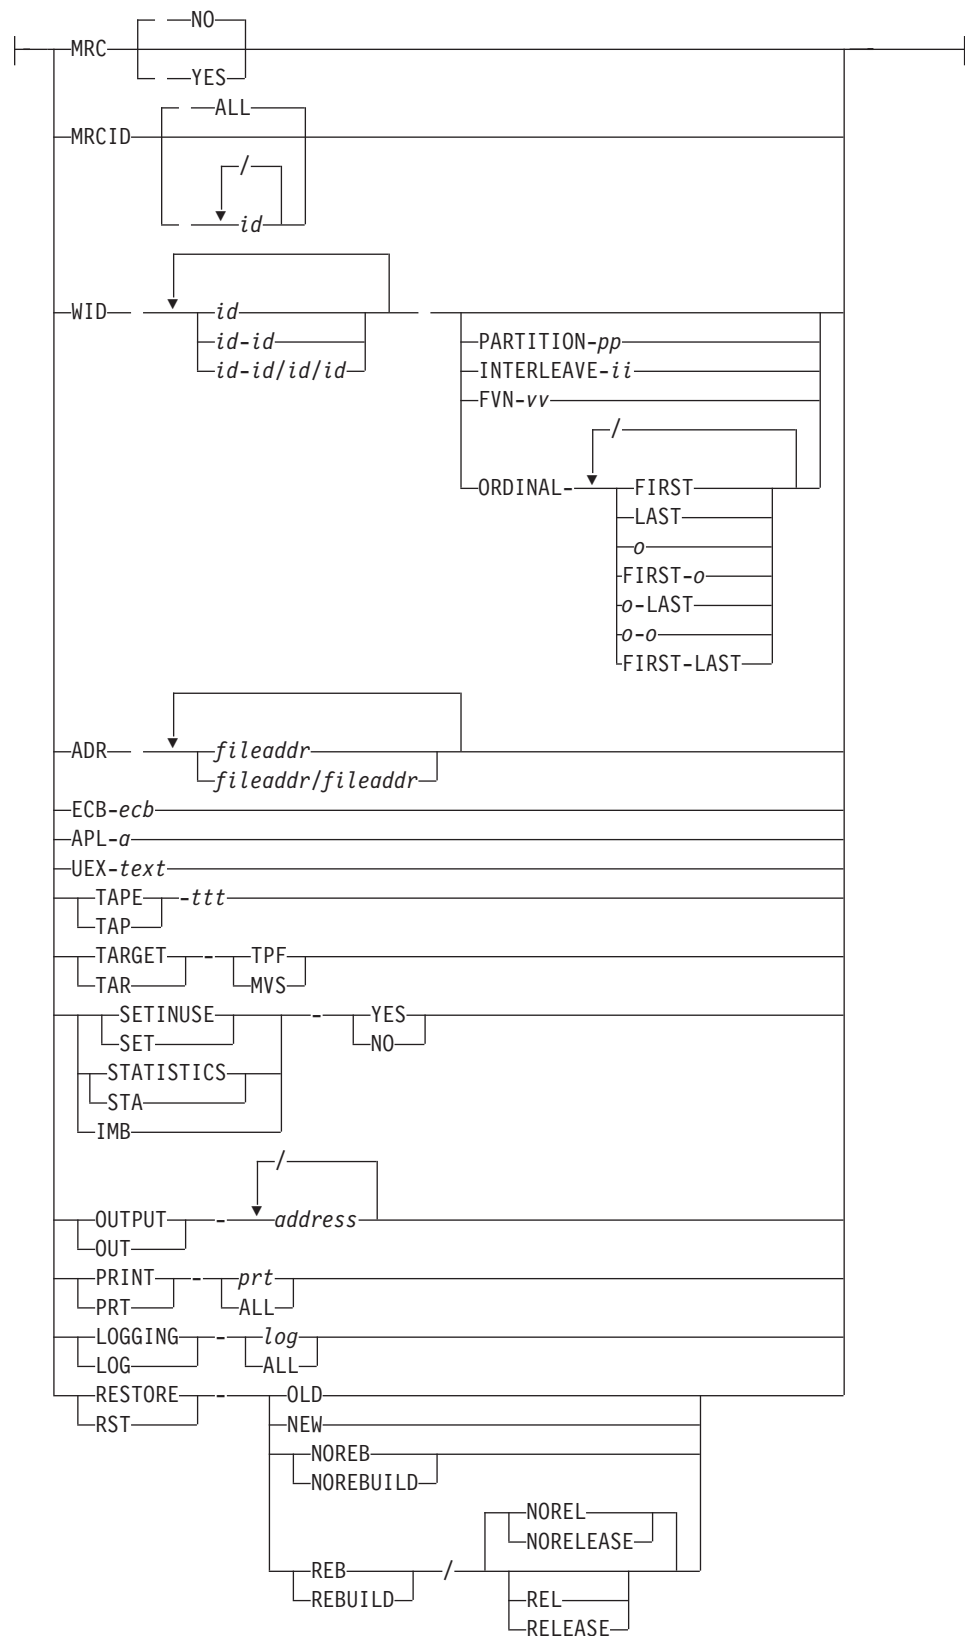 NO
MRC
YES
ALL
MRCID
/
id
WID id
id-id
id-id/id/id
PARTITION-pp
INTERLEAVE-ii
FVN-vv
/
ORDINAL- FIRST
LAST
o
FIRST-o
o-LAST
o-o
FIRST-LAST
ADR fileaddr
fileaddr/fileaddr
ECB-ecb
APL-a
UEX-text
TAPE -ttt
TAP
TARGET - TPF
TAR MVS
SETINUSE - YES
SET NO
STATISTICS
STA
IMB
/
OUTPUT - address
OUT
PRINT - prt
PRT ALL
LOGGING - log
LOG ALL
RESTORE - OLD
RST NEW
NOREB
NOREBUILD
NOREL
NORELEASE
REB /
REBUILD REL
RELEASE